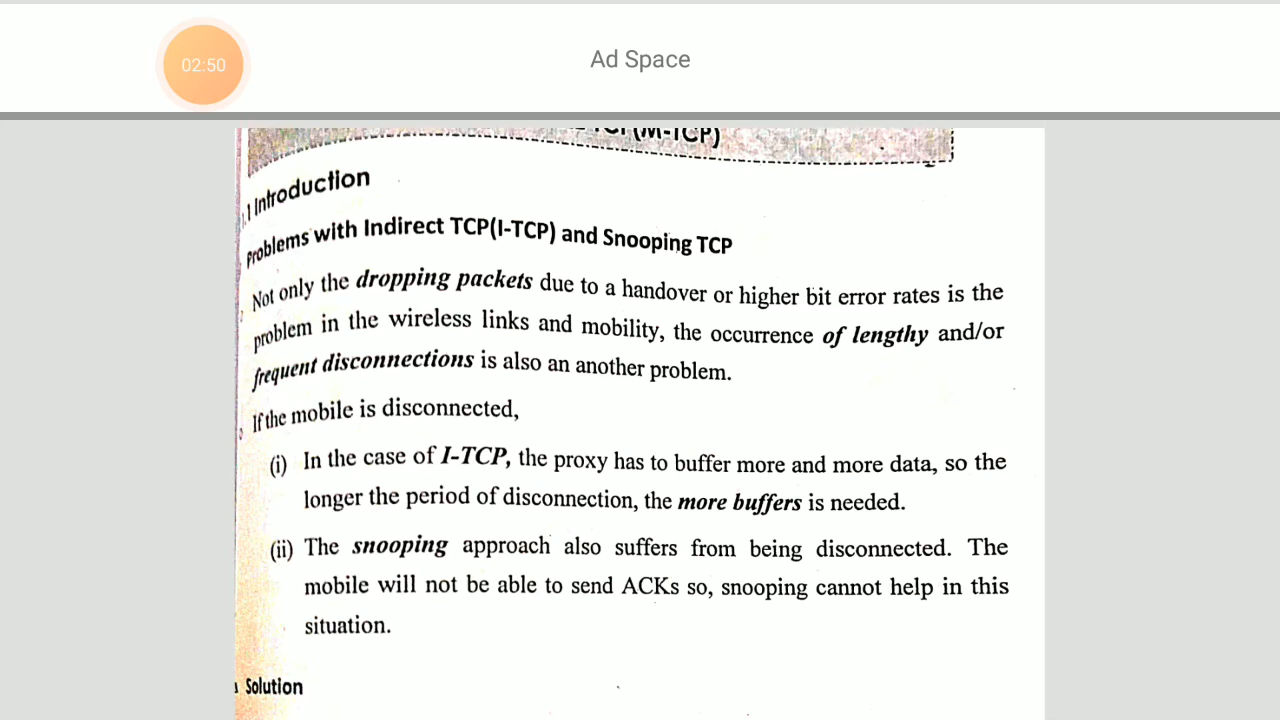 02:50
Ad Space
TCP (M-TCP)
.1 Introduction
Problems with Indirect TCP(I-TCP) and Snooping TCP
Not only the dropping packets due to a handover or higher bit error rates is the
problem in the wireless links and mobility, the occurrence of lengthy and/or
frequent disconnections is also an another problem.
If the mobile is disconnected,
(i) In the case of I-TCP, the proxy has to buffer more and more data, so the
longer the period of disconnection, the more buffers is needed.
(ii) The snooping approach also suffers from being disconnected. The
mobile will not be able to send ACKs so, snooping cannot help in this
situation.
Solution